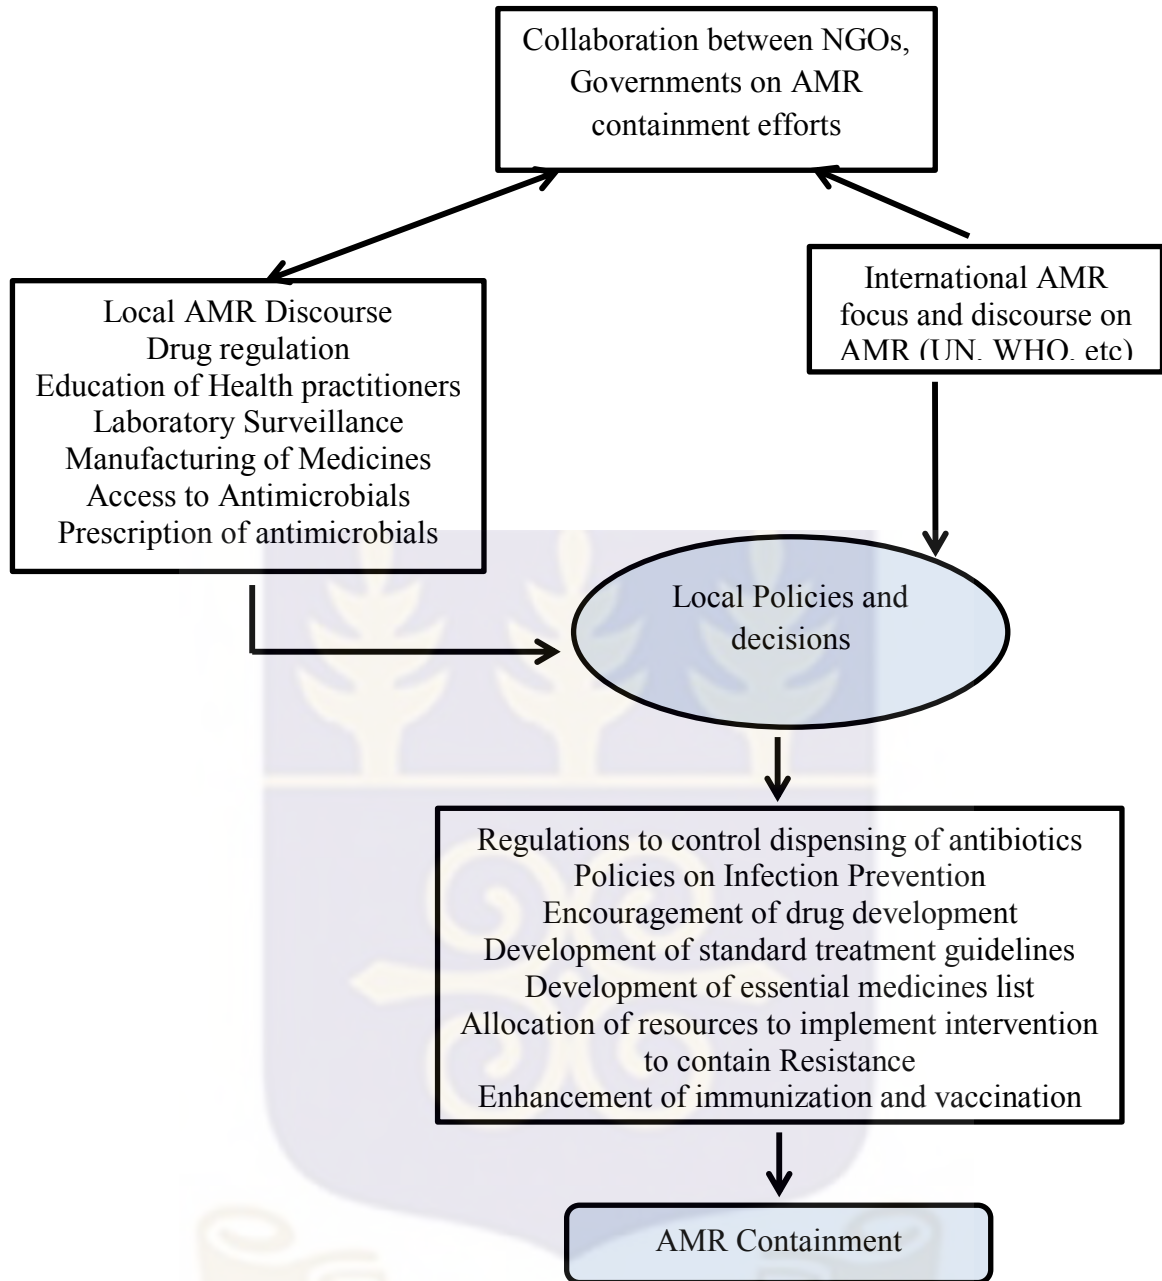 Collaboration between NGOs,
Governments on AMR
containment efforts
Local AMR Discourse
Drug regulation
Education of Health practitioners
Laboratory Surveillance
Manufacturing of Medicines
Access to Antimicrobials
Prescription of antimicrobials
International AMR
focus and discourse on
AMR (UN, WHO, etc)
Local Policies and
decisions
Regulations to control dispensing of antibiotics
Policies on Infection Prevention
Encouragement of drug development
Development of standard treatment guidelines
Development of essential medicines list
Allocation of resources to implement intervention
to contain Resistance
Enhancement of immunization and vaccination
AMR Containment